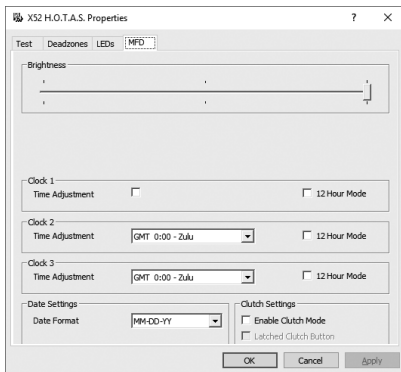 X52 H.O.T.A.S. Properties ? ✕
Test Deadzones LEDs MFD
Brightness
Clock 1
Time Adjustment 12 Hour Mode
Clock 2
Time Adjustment GMT 0:00 - Zulu 12 Hour Mode
Clock 3
Time Adjustment GMT 0:00 - Zulu 12 Hour Mode
Date Settings Clutch Settings
Date Format MM-DD-YY Enable Clutch Mode
Latched Clutch Button
OK Cancel Apply